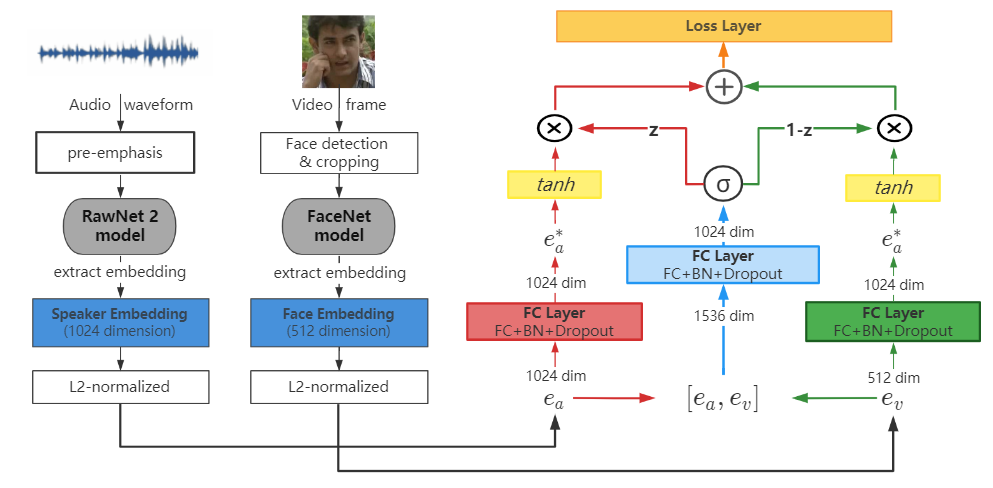 Audio waveform
pre-emphasis
RawNet 2
model
extract embedding
Speaker Embedding
(1024 dimension)
L2-normalized
Video frame
Face detection
& cropping
FaceNet
model
extract embedding
Face Embedding
(512 dimension)
L2-normalized
Loss Layer
+
×
z
1-z
×
tanh
σ
tanh
e_a^*
1024 dim
e_a^*
FC Layer
FC+BN+Dropout
1024 dim
1024 dim
FC Layer
FC+BN+Dropout
1536 dim
FC Layer
FC+BN+Dropout
1024 dim
512 dim
e_a
[e_a, e_v]
e_v